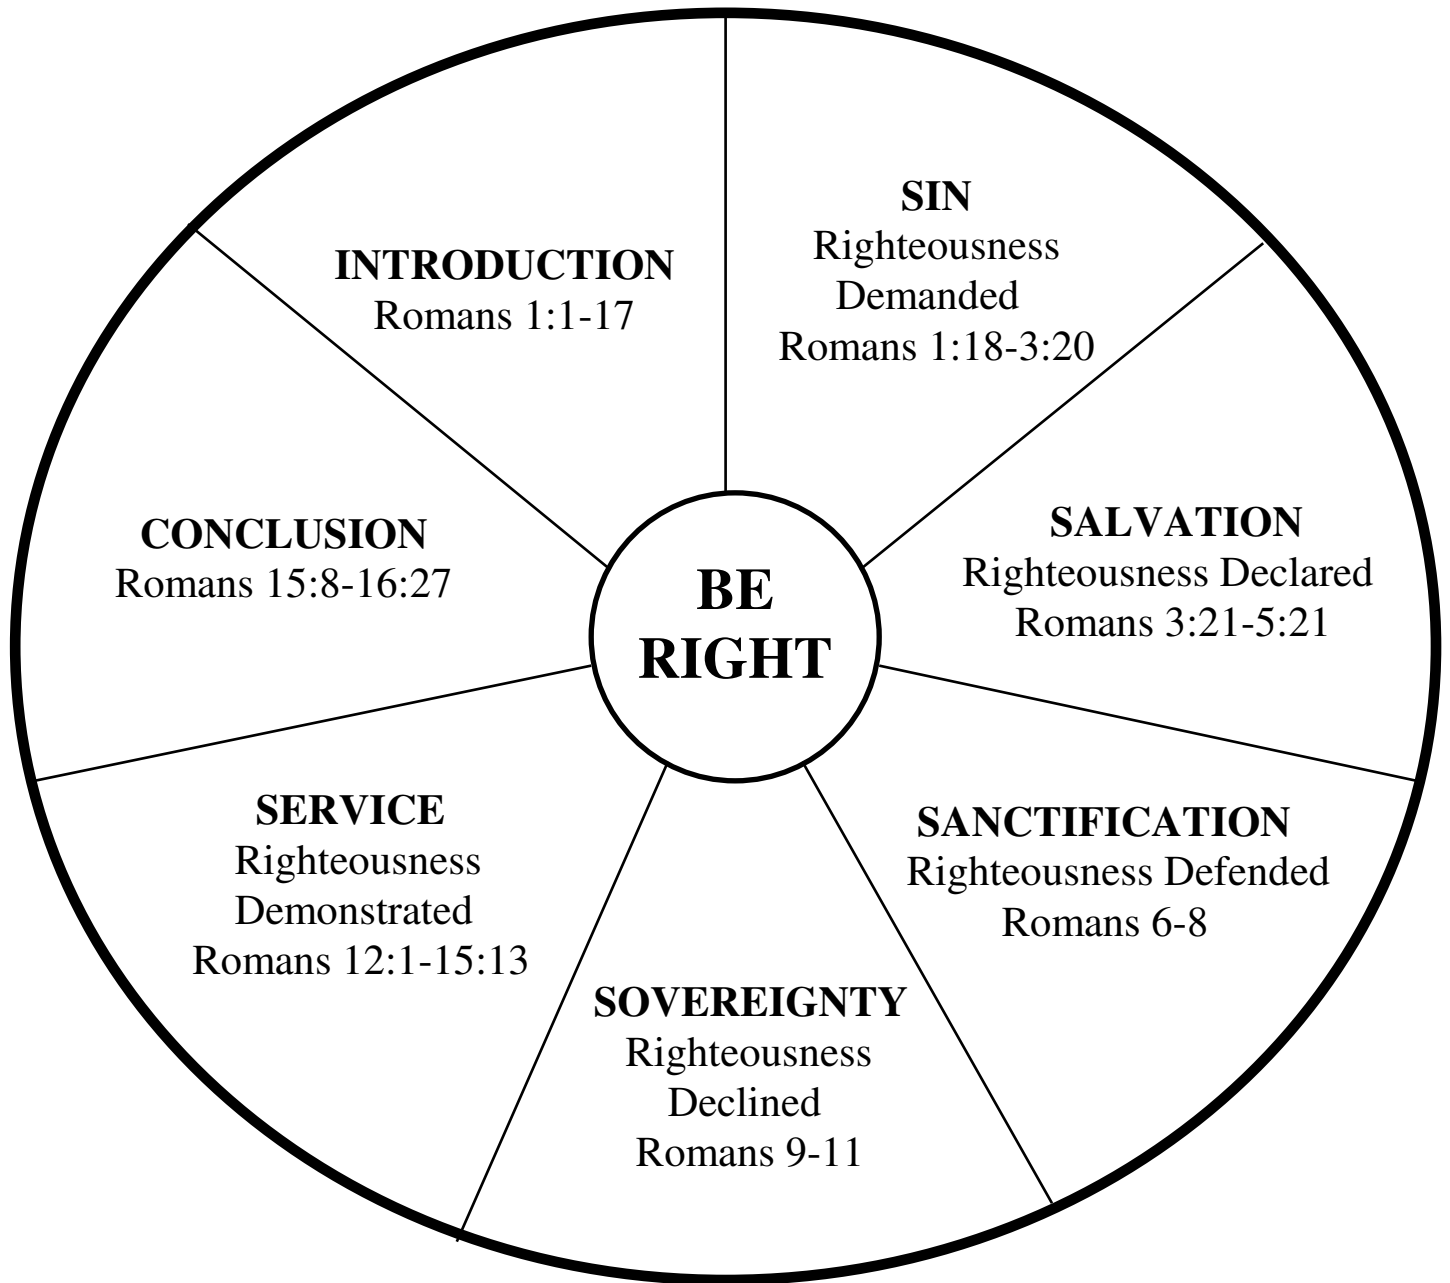 INTRODUCTION
Romans 1:1-17
SIN
Righteousness
Demanded
Romans 1:18-3:20
SALVATION
Righteousness Declared
Romans 3:21-5:21
SANCTIFICATION
Righteousness Defended
Romans 6-8
SOVEREIGNTY
Righteousness
Declined
Romans 9-11
SERVICE
Righteousness
Demonstrated
Romans 12:1-15:13
CONCLUSION
Romans 15:8-16:27
BE
RIGHT